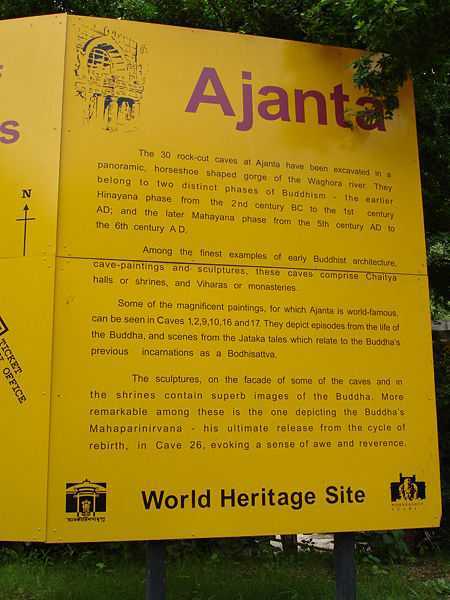 s
Ajanta
The 30 rock-cut caves at Ajanta have been excavated in a
panoramic, horseshoe shaped gorge of the Waghora river. They
belong to two distinct phases of Buddhism - the earlier
Hinayana phase from the 2nd century BC to the 1st century
AD; and the later Mahayana phase from the 5th century AD to
the 6th century A D.
Among the finest examples of early Buddhist architecture,
cave-paintings and sculptures, these caves comprise Chaitya
halls or shrines, and Viharas or monasteries.
Some of the magnificent paintings, for which Ajanta is world-famous,
can be seen in Caves 1,2,9,10,16 and 17. They depict episodes from the life of
the Buddha, and scenes from the Jataka tales which relate to the Buddha's
previous incarnations as a Bodhisattva.
The sculptures, on the facade of some of the caves and in
the shrines contain superb images of the Buddha. More
remarkable among these is the one depicting the Buddha's
Mahaparinirvana - his ultimate release from the cycle of
rebirth, in Cave 26, evoking a sense of awe and reverence.
World Heritage Site
N
TICKET
OFFICE